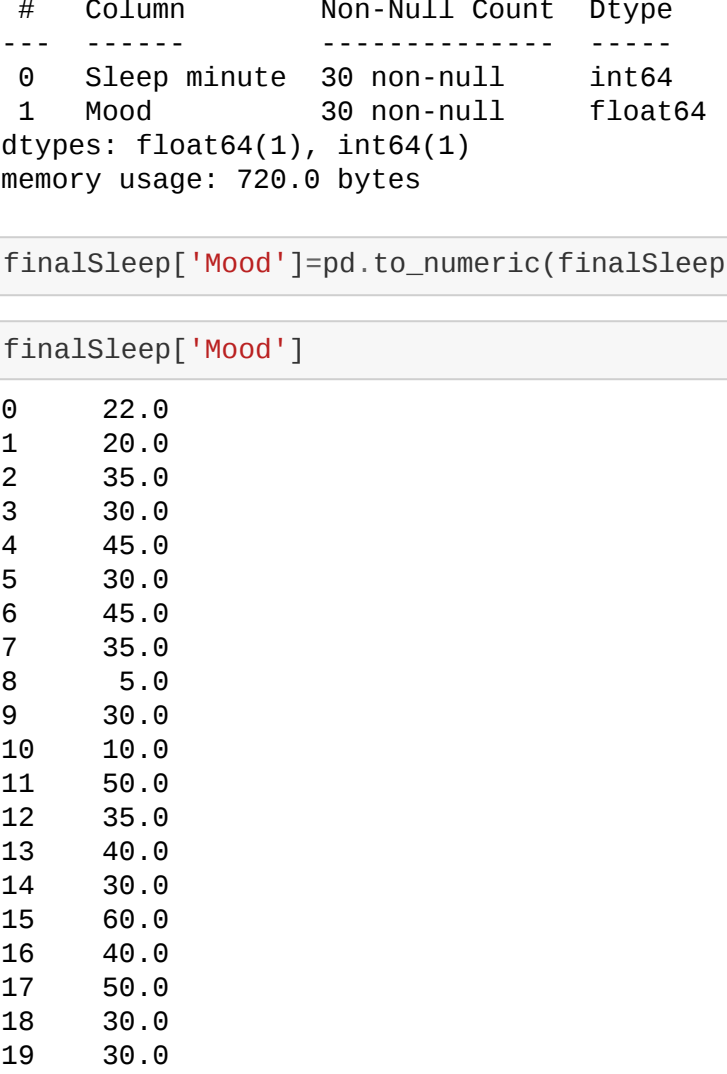 #   Column        Non-Null Count  Dtype
---  ------        --------------  -----
0   Sleep minute  30 non-null     int64
1   Mood          30 non-null     float64
dtypes: float64(1), int64(1)
memory usage: 720.0 bytes
finalSleep['Mood']=pd.to_numeric(finalSleep
finalSleep['Mood']
0     22.0
1     20.0
2     35.0
3     30.0
4     45.0
5     30.0
6     45.0
7     35.0
8      5.0
9     30.0
10    10.0
11    50.0
12    35.0
13    40.0
14    30.0
15    60.0
16    40.0
17    50.0
18    30.0
19    30.0